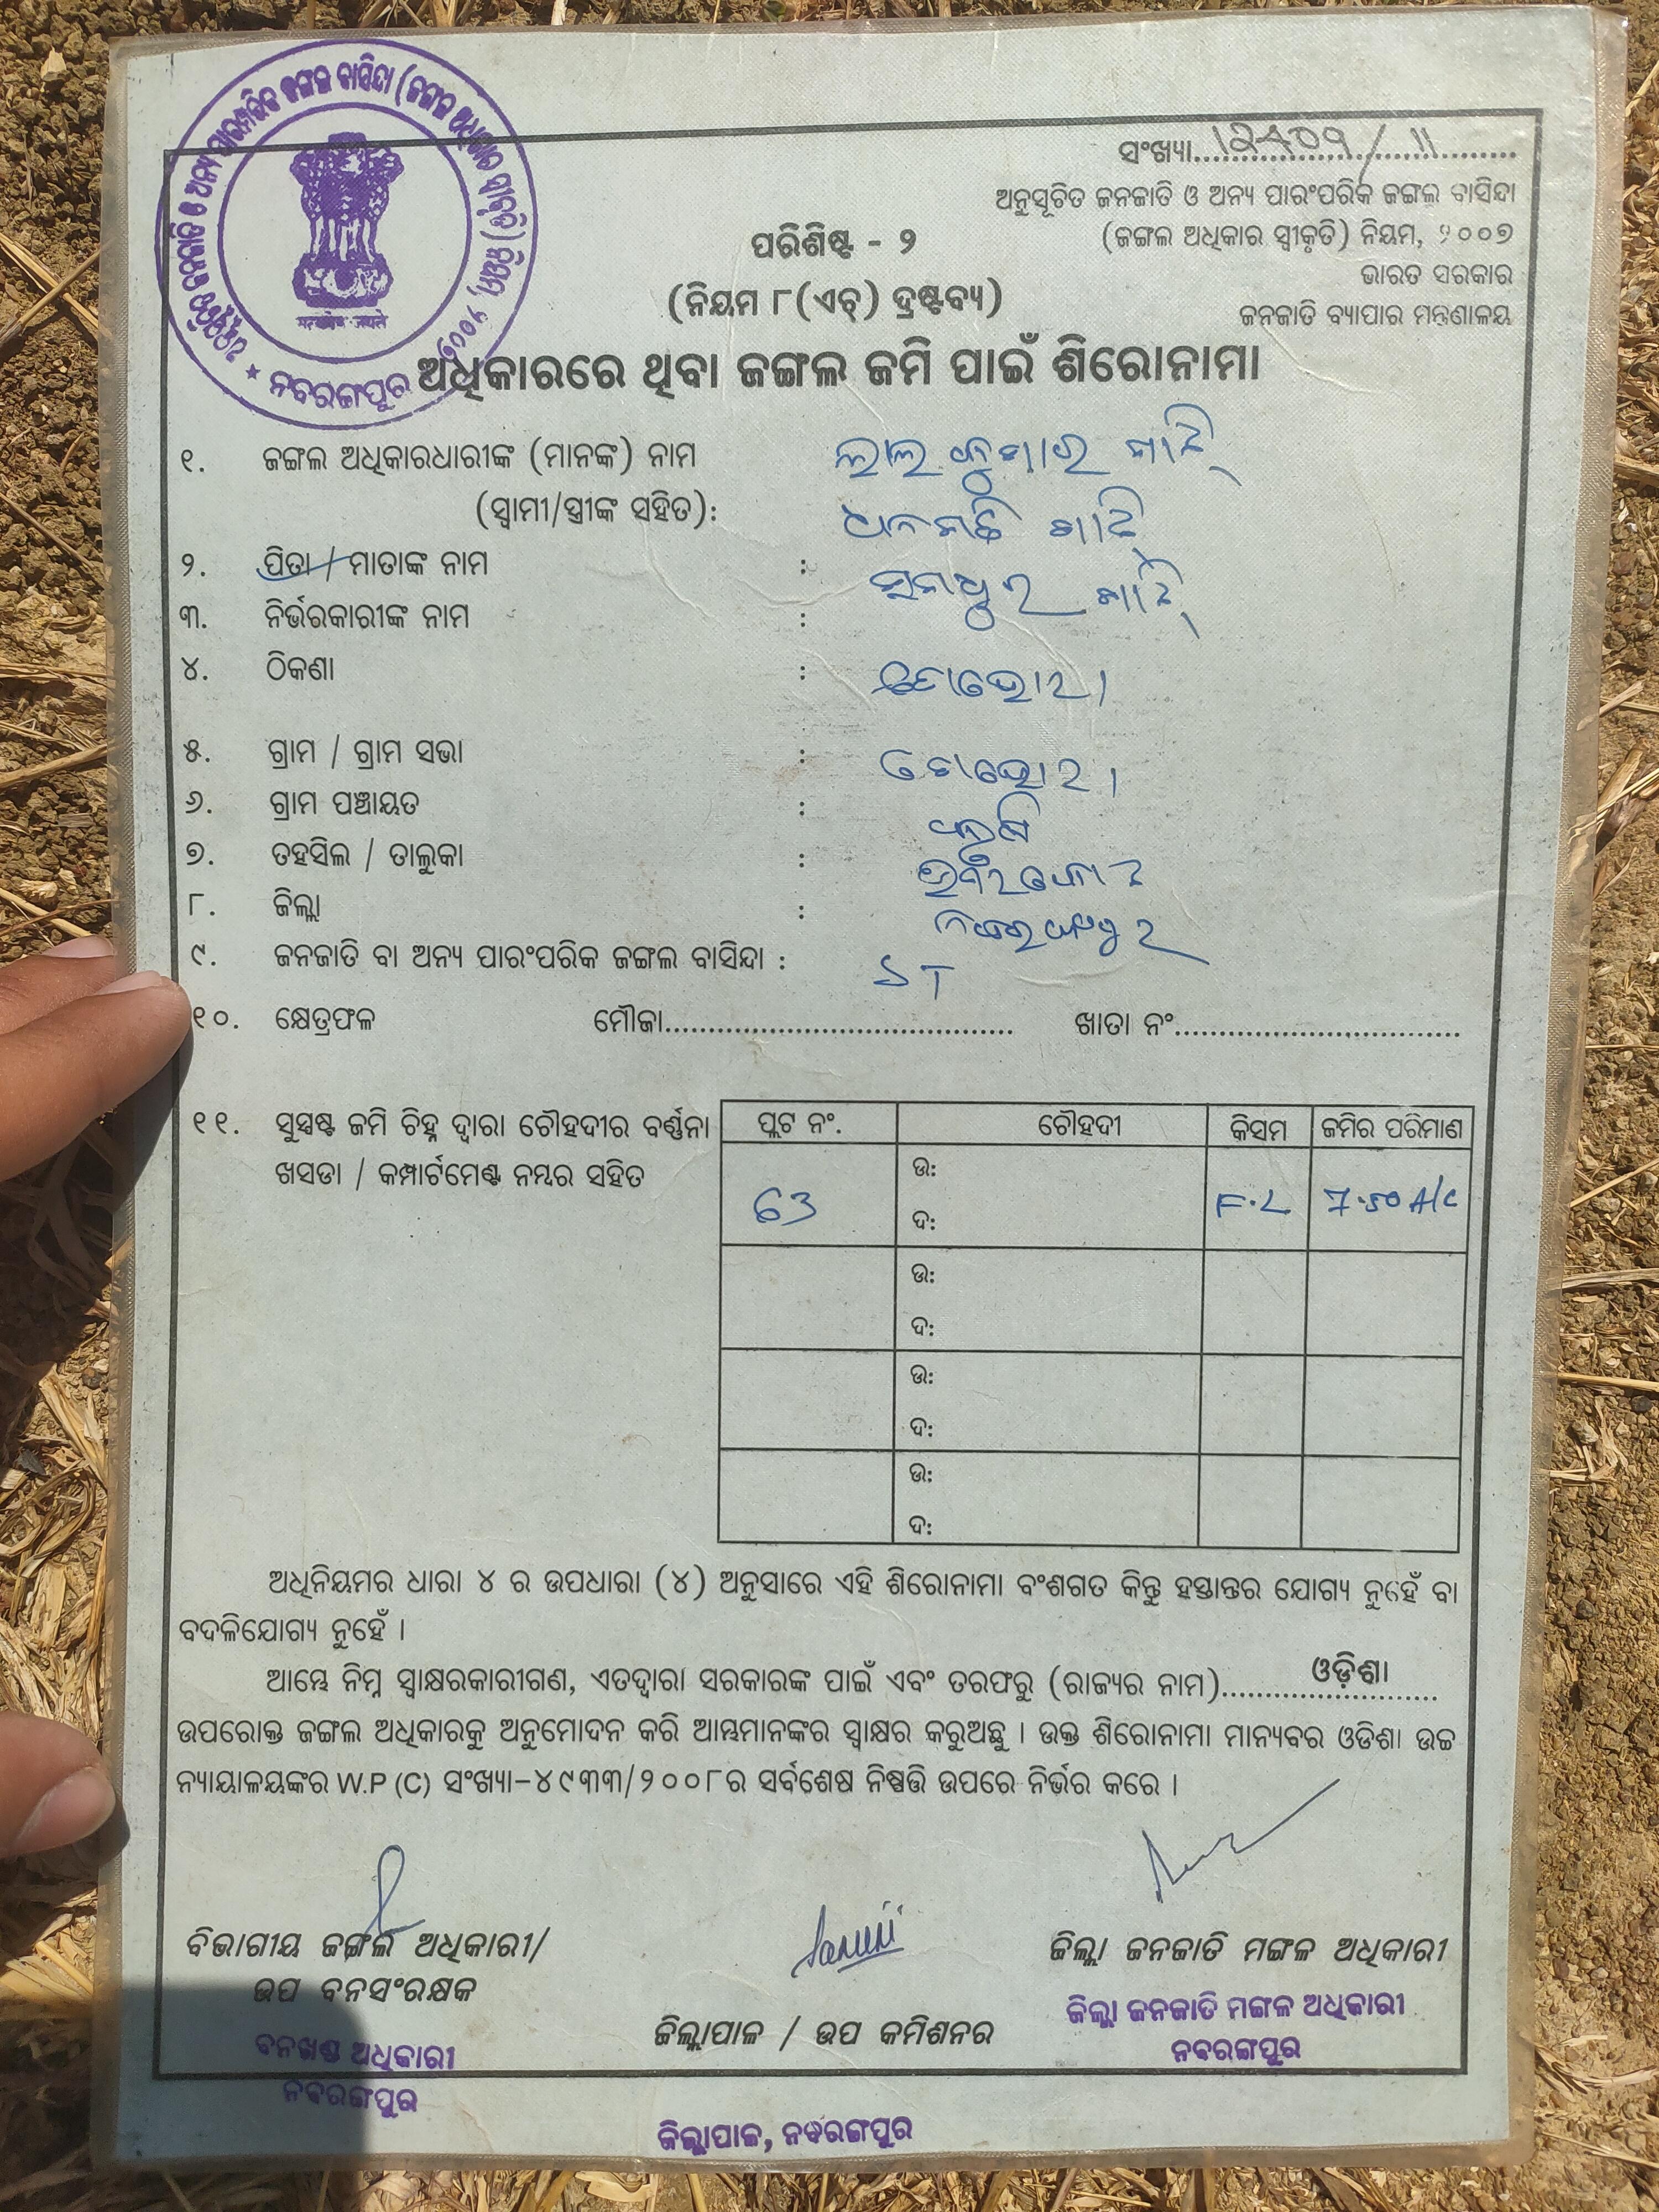 ସଂଖ୍ୟା
ଅନୁସୂଚିତ ଜନଜାତି ଓ ଅନ୍ୟ ପାରଂପରିକ ଜଙ୍ଗଲ ବାସିନ୍ଦା
(ଜଙ୍ଗଲ ଅଧିକାର ସ୍ୱୀକୃତି) ନିୟମ, ୨୦୦୭
ଭାରତ ସରକାର
ଜନଜାତି ବ୍ୟାପାର ମନ୍ତ୍ରଣାଳୟ
ନବରଙ୍ଗପୁର
ପରିଶିଷ୍ଟ - ୨
(ନିୟମ ୮(ଏଚ୍) ଦ୍ରଷ୍ଟବ୍ୟ)
ଅଧିକାରରେ ଥିବା ଜଙ୍ଗଲ ଜମି ପାଇଁ ଶିରୋନାମା
୧. ଜଙ୍ଗଲ ଅଧିକାରଧାରୀଙ୍କ (ମାନଙ୍କ) ନାମ ଲାଲ
(ସ୍ୱାମୀ/ସ୍ତ୍ରୀଙ୍କ ସହିତ):
୨. ପିତା / ମାତାଙ୍କ ନାମ :
୩. ନିର୍ଭରକାରୀଙ୍କ ନାମ :
୪. ଠିକଣା :
୫. ଗ୍ରାମ / ଗ୍ରାମ ସଭା :
୬. ଗ୍ରାମ ପଞ୍ଚାୟତ :
୭. ତହସିଲ / ତାଲୁକା :
୮. ଜିଲ୍ଲା :
୯. ଜନଜାତି ବା ଅନ୍ୟ ପାରଂପରିକ ଜଙ୍ଗଲ ବାସିନ୍ଦା : ST
୧୦. କ୍ଷେତ୍ରଫଳ ମୌଜା........ ଖାତା ନଂ........
୧୧. ସୁସ୍ପଷ୍ଟ ଜମି ଚିହ୍ନ ଦ୍ୱାରା ଚୌହଦୀର ବର୍ଣ୍ଣନା
ଖସଡା / କମ୍ପାର୍ଟମେଣ୍ଟ ନମ୍ବର ସହିତ
ପ୍ଲଟ ନଂ. ଚୌହଦୀ କିସମ ଜମିର ପରିମାଣ
63 ଉ: ଦ: F.L 7.50 A/C
ଉ:
ଦ:
ଉ:
ଦ:
ଉ:
ଦ:
ଅଧିନିୟମର ଧାରା ୪ ର ଉପଧାରା (୪) ଅନୁସାରେ ଏହି ଶିରୋନାମା ବଂଶଗତ କିନ୍ତୁ ହସ୍ତାନ୍ତର ଯୋଗ୍ୟ ନୁହେଁ ବା
ବଦଳିଯୋଗ୍ୟ ନୁହେଁ ।
ଆମ୍ଭେ ନିମ୍ନ ସ୍ୱାକ୍ଷରକାରୀଗଣ, ଏତଦ୍ୱାରା ସରକାରଙ୍କ ପାଇଁ ଏବଂ ତରଫରୁ (ରାଜ୍ୟର ନାମ)........ଓଡ଼ିଶା........
ଉପରୋକ୍ତ ଜଙ୍ଗଲ ଅଧିକାରକୁ ଅନୁମୋଦନ କରି ଆମ୍ଭମାନଙ୍କର ସ୍ୱାକ୍ଷର କରୁଅଛୁ । ଉକ୍ତ ଶିରୋନାମା ମାନ୍ୟବର ଓଡିଶା ଉଚ୍ଚ
ନ୍ୟାୟାଳୟଙ୍କର W.P (C) ସଂଖ୍ୟା-୪୯୩୩/୨୦୦୮ର ସର୍ବଶେଷ ନିଷ୍ପତ୍ତି ଉପରେ ନିର୍ଭର କରେ ।
ବିଭାଗୀୟ ଜଙ୍ଗଲ ଅଧିକାରୀ/
ଉପ ବନସଂରକ୍ଷକ
ବନଖଣ୍ଡ ଅଧିକାରୀ
ନବରଙ୍ଗପୁର
ଜିଲ୍ଲାପାଳ / ଉପ କମିଶନର
ଜିଲ୍ଲାପାଳ, ନବରଙ୍ଗପୁର
ଜିଲ୍ଲା ଜନଜାତି ମଙ୍ଗଳ ଅଧିକାରୀ
ଜିଲ୍ଲା ଜନଜାତି ମଙ୍ଗଳ ଅଧିକାରୀ
ନବରଙ୍ଗପୁର